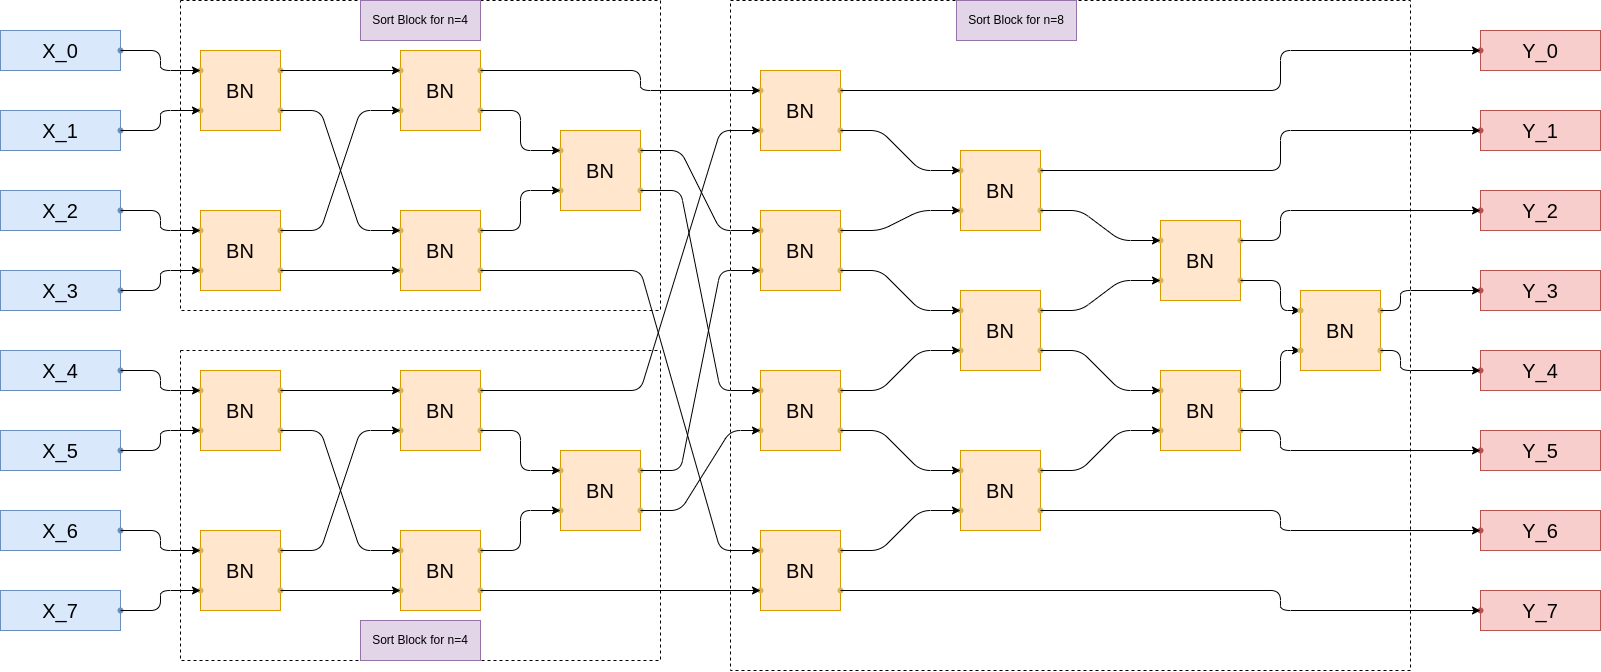 Sort Block for n=4
Sort Block for n=8
X_0
Y_0
BN
BN
BN
X_1
Y_1
BN
BN
X_2
Y_2
BN
BN
BN
BN
X_3
Y_3
BN
BN
X_4
Y_4
BN
BN
BN
BN
X_5
Y_5
BN
BN
X_6
Y_6
BN
BN
BN
X_7
Y_7
Sort Block for n=4